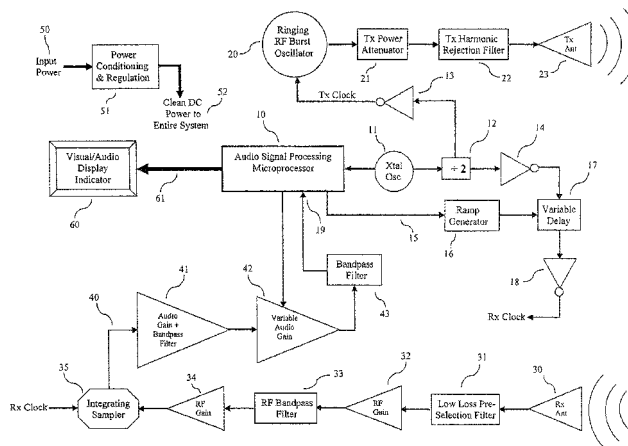 50
Input
Power
Power
Conditioning
& Regulation
51
52
Clean DC
Power to
Entire System
Ringing
RF Burst
Oscillator
20
Tx Power
Attenuator
21
Tx Harmonic
Rejection Filter
22
Tx
Ant
23
Tx Clock
13
10
Audio Signal Processing
Microprocessor
11
Xtal
Osc
÷ 2
12
14
17
Visual/Audio
Display
Indicator
60
61
19
15
Ramp
Generator
16
Variable
Delay
18
Rx Clock
Bandpass
Filter
43
40
41
Audio
Gain +
Bandpass
Filter
42
Variable
Audio
Gain
35
Rx Clock
Integrating
Sampler
34
RF
Gain
33
RF Bandpass
Filter
32
RF
Gain
31
Low Loss Pre-
Selection Filter
30
Rx
Ant